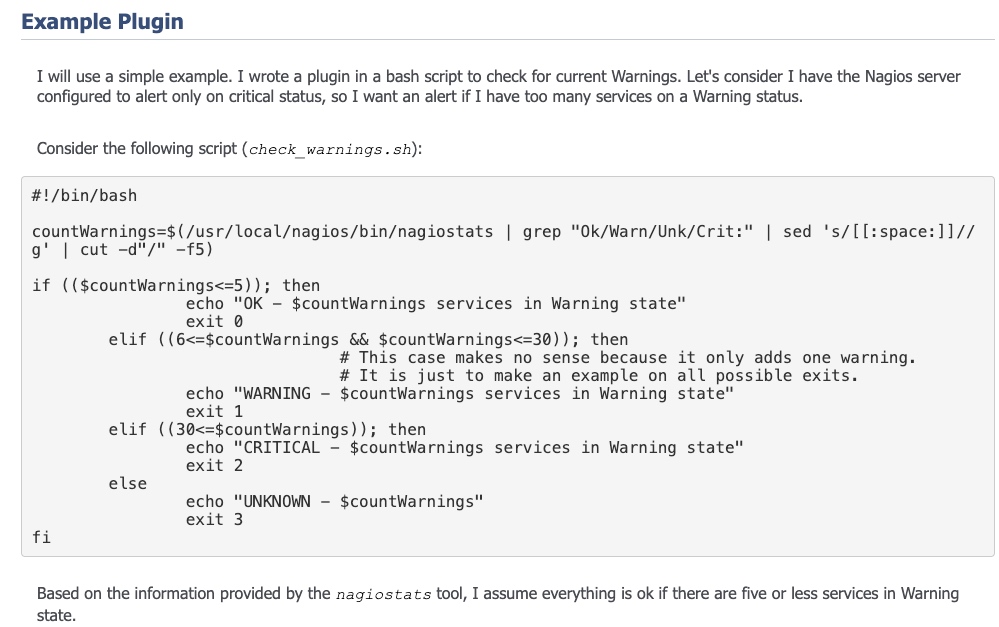 Example Plugin
I will use a simple example. I wrote a plugin in a bash script to check for current Warnings. Let's consider I have the Nagios server
configured to alert only on critical status, so I want an alert if I have too many services on a Warning status.
Consider the following script (check_warnings.sh):
#!/bin/bash
countWarnings=$(/usr/local/nagios/bin/nagiostats | grep "Ok/Warn/Unk/Crit:" | sed 's/[[:space:]]//
g' | cut –d"/" –f5)
if (($countWarnings<=5)); then
                echo "OK – $countWarnings services in Warning state"
                exit 0
        elif ((6<=$countWarnings && $countWarnings<=30)); then
                                # This case makes no sense because it only adds one warning.
                                # It is just to make an example on all possible exits.
                echo "WARNING – $countWarnings services in Warning state"
                exit 1
        elif ((30<=$countWarnings)); then
                echo "CRITICAL – $countWarnings services in Warning state"
                exit 2
        else
                echo "UNKNOWN – $countWarnings"
                exit 3
fi
Based on the information provided by the nagiostats tool, I assume everything is ok if there are five or less services in Warning
state.